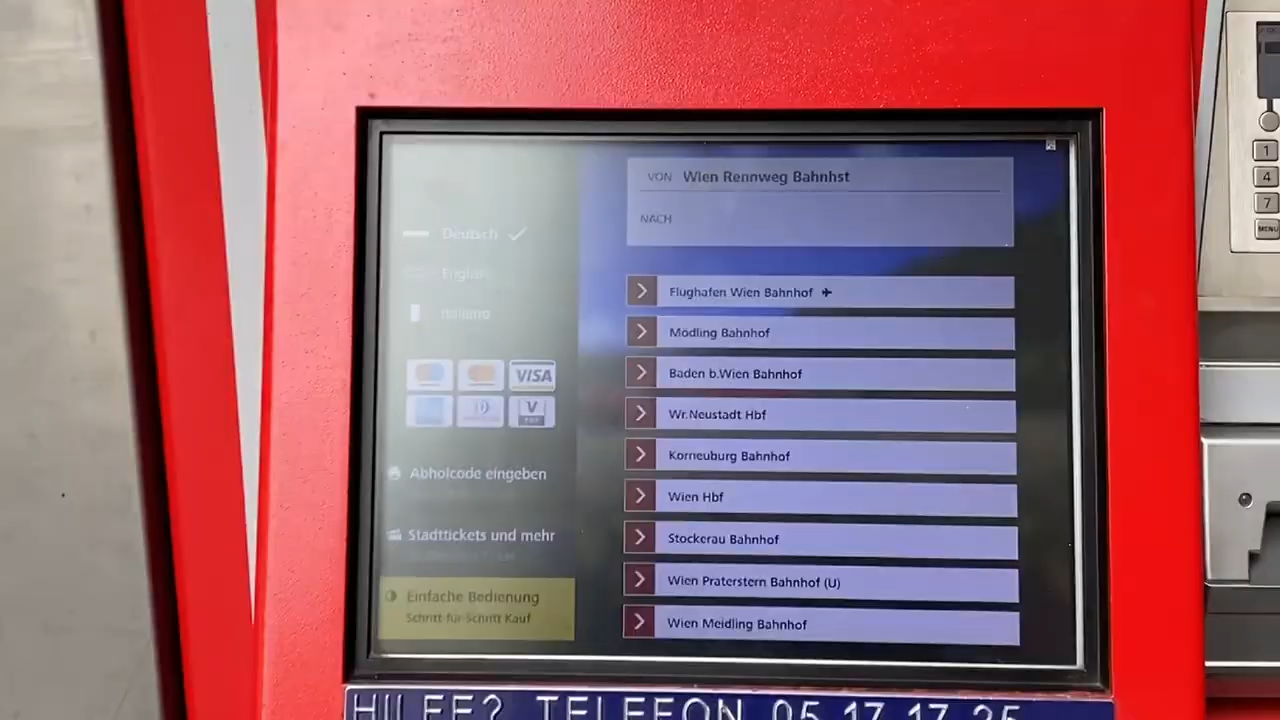 VON Wien Rennweg Bahnhst
NACH
Deutsch
English
Italiano
VISA
V
Abholcode eingeben
Stadttickets und mehr
Einfache Bedienung
Schritt-für-Schritt Kauf
Flughafen Wien Bahnhof
Mödling Bahnhof
Baden b.Wien Bahnhof
Wr.Neustadt Hbf
Korneuburg Bahnhof
Wien Hbf
Stockerau Bahnhof
Wien Praterstern Bahnhof (U)
Wien Meidling Bahnhof
HILFE? TELEFON 05 17 17 25
1
4
7
MENU